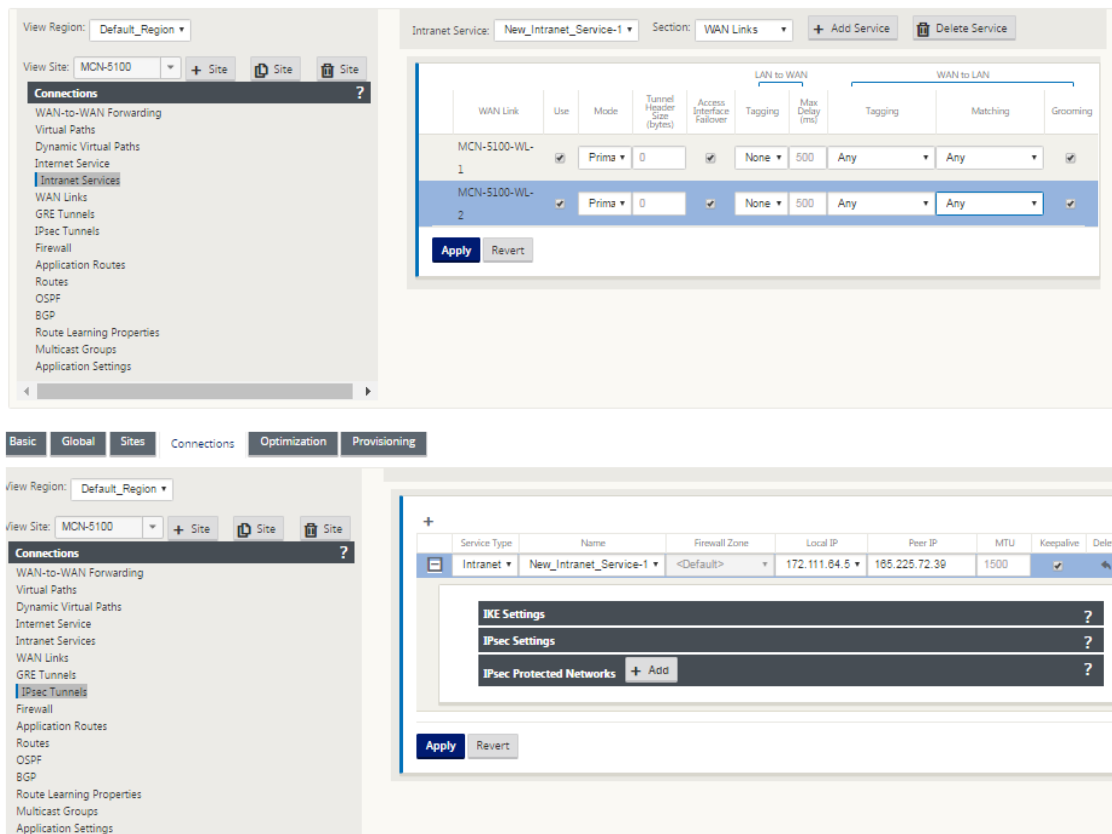 View Region: Default_Region
Intranet Service: New_Intranet_Service-1 Section: WAN Links + Add Service Delete Service
View Site: MCN-5100 + Site Site Site
Connections ?
WAN-to-WAN Forwarding
Virtual Paths
Dynamic Virtual Paths
Internet Service
Intranet Services
WAN Links
GRE Tunnels
IPsec Tunnels
Firewall
Application Routes
Routes
OSPF
BGP
Route Learning Properties
Multicast Groups
Application Settings
LAN to WAN WAN to LAN
WAN Link Use Mode Tunnel Header Size (bytes) Access Interface Failover Tagging Max Delay (ms) Tagging Matching Grooming
MCN-5100-WL-1 Prima 0 None 500 Any Any
MCN-5100-WL-2 Prima 0 None 500 Any Any
Apply Revert
Basic Global Sites Connections Optimization Provisioning
View Region: Default_Region
View Site: MCN-5100 + Site Site Site
Connections ?
WAN-to-WAN Forwarding
Virtual Paths
Dynamic Virtual Paths
Internet Service
Intranet Services
WAN Links
GRE Tunnels
IPsec Tunnels
Firewall
Application Routes
Routes
OSPF
BGP
Route Learning Properties
Multicast Groups
Application Settings
+
Service Type Name Firewall Zone Local IP Peer IP MTU Keepalive Dele
Intranet New_Intranet_Service-1 <Default> 172.111.64.5 165.225.72.39 1500
IKE Settings ?
IPsec Settings ?
IPsec Protected Networks + Add ?
Apply Revert